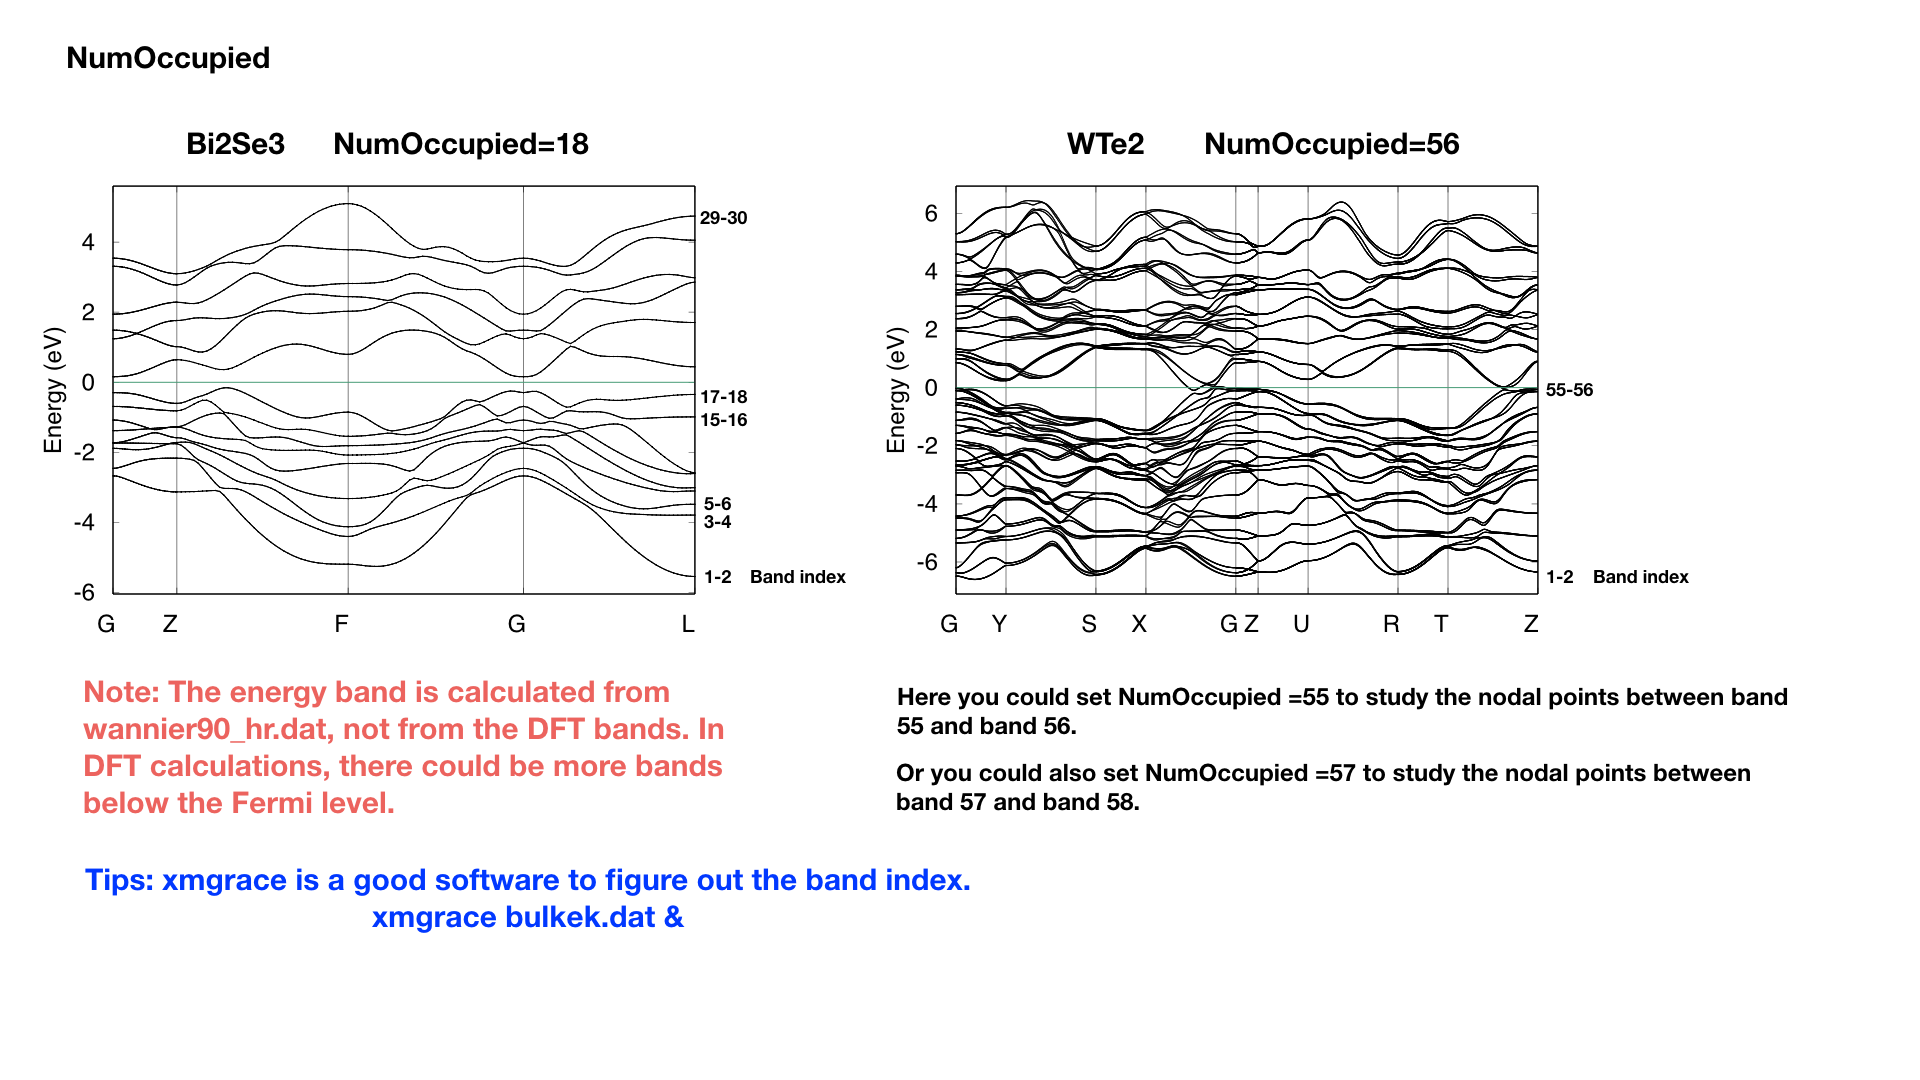 NumOccupied
Bi2Se3 NumOccupied=18
Energy (eV)
4
2
0
-2
-4
-6
G Z F G L
29-30
17-18
15-16
5-6
3-4
1-2 Band index
WTe2 NumOccupied=56
Energy (eV)
6
4
2
0
-2
-4
-6
G Y S X G Z U R T Z
55-56
1-2 Band index
Note: The energy band is calculated from
wannier90_hr.dat, not from the DFT bands. In
DFT calculations, there could be more bands
below the Fermi level.
Here you could set NumOccupied =55 to study the nodal points between band
55 and band 56.
Or you could also set NumOccupied =57 to study the nodal points between
band 57 and band 58.
Tips: xmgrace is a good software to figure out the band index.
xmgrace bulkek.dat &